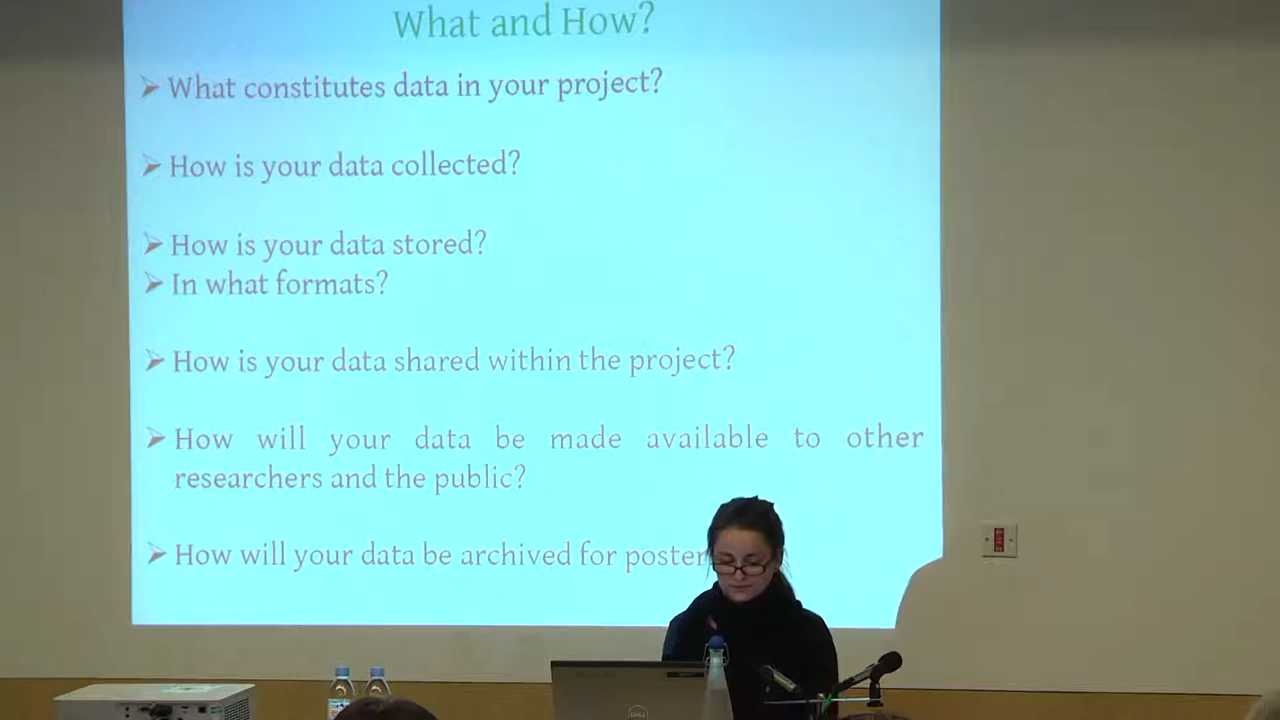 What and How?
What constitutes data in your project?
How is your data collected?
How is your data stored?
In what formats?
How is your data shared within the project?
How will your data be made available to other
researchers and the public?
How will your data be archived for poster
DELL